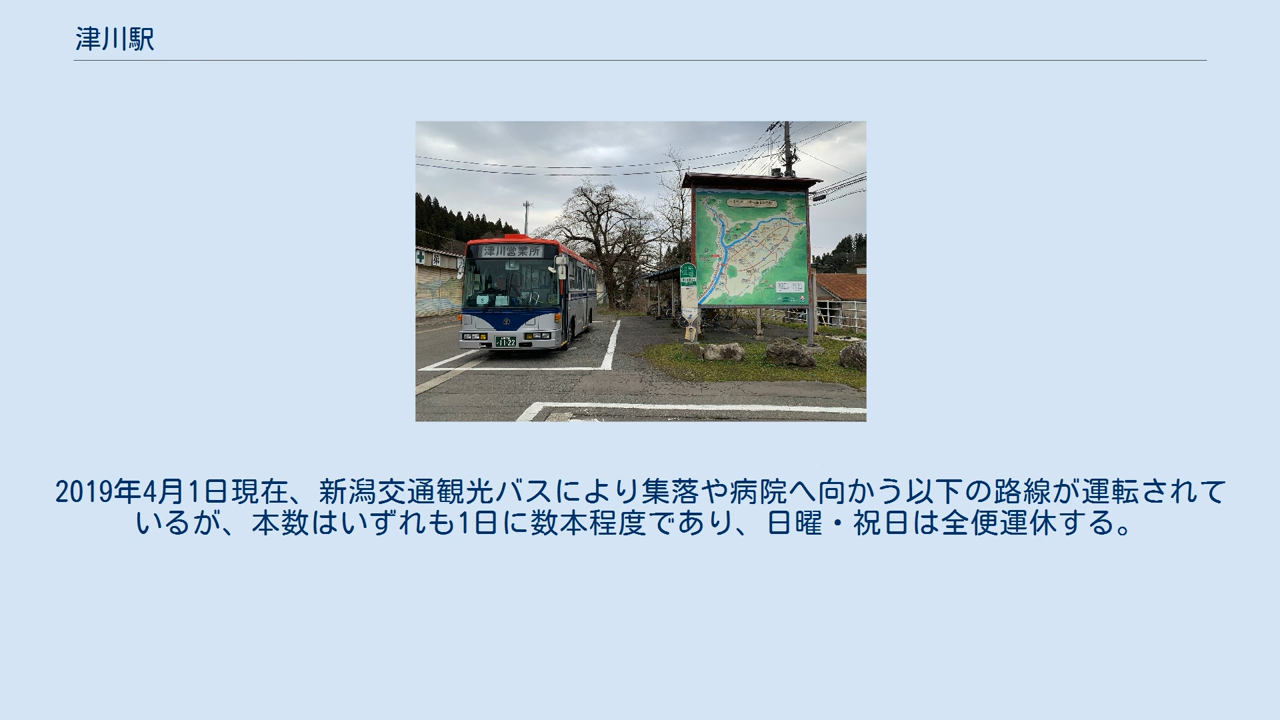 津川駅
津川営業所
・11-22
2019年4月1日現在、新潟交通観光バスにより集落や病院へ向かう以下の路線が運転されて
いるが、本数はいずれも1日に数本程度であり、日曜・祝日は全便運休する。